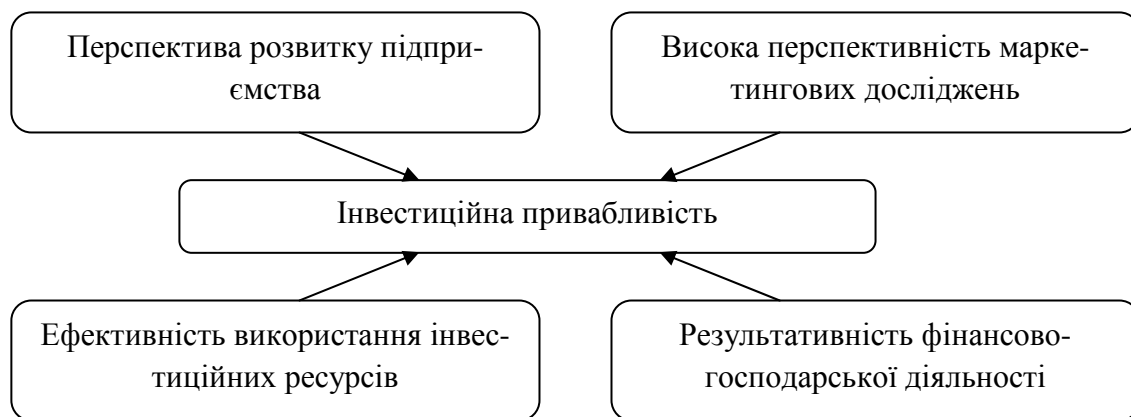 Перспектива розвитку підпри-
ємства
Висока перспективність марке-
тингових досліджень
Інвестиційна привабливість
Ефективність використання інвес-
тиційних ресурсів
Результативність фінансово-
господарської діяльності